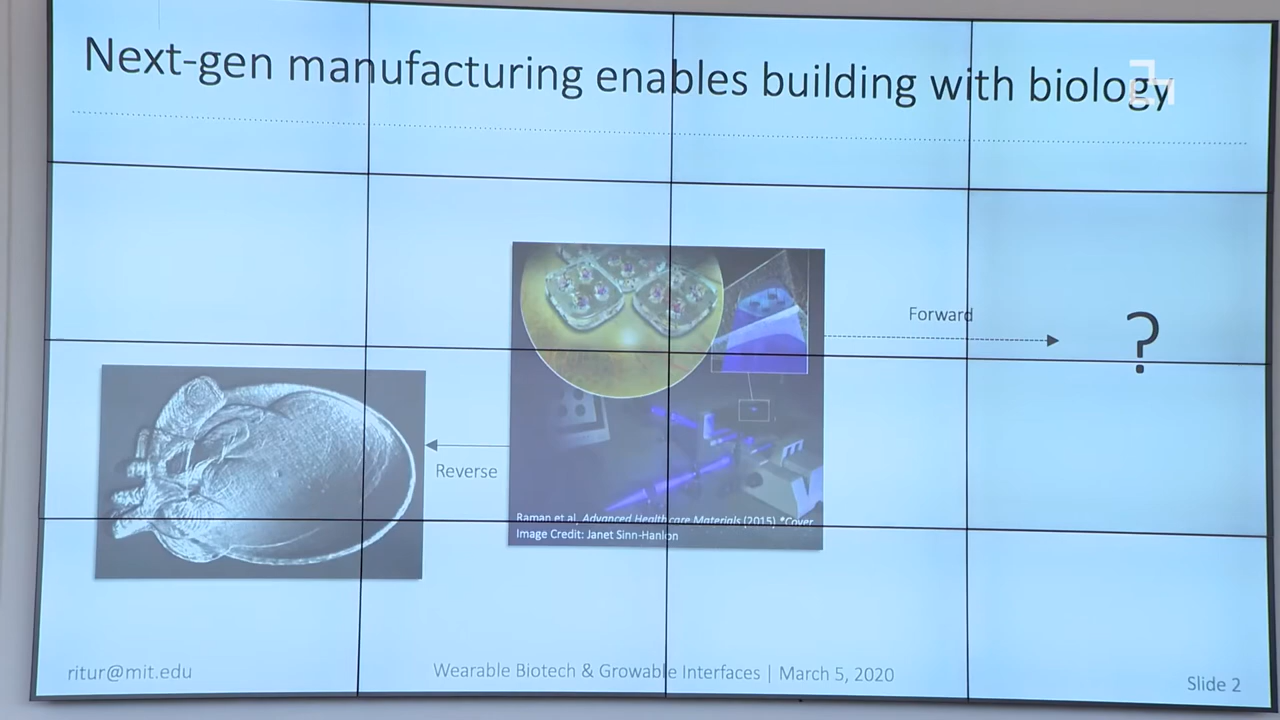 Next-gen manufacturing enables building with biology
Forward
?
Reverse
Raman et al, Advanced Healthcare Materials (2015) *Cover
Image Credit: Janet Sinn-Hanlon
ritur@mit.edu
Wearable Biotech & Growable Interfaces | March 5, 2020
Slide 2